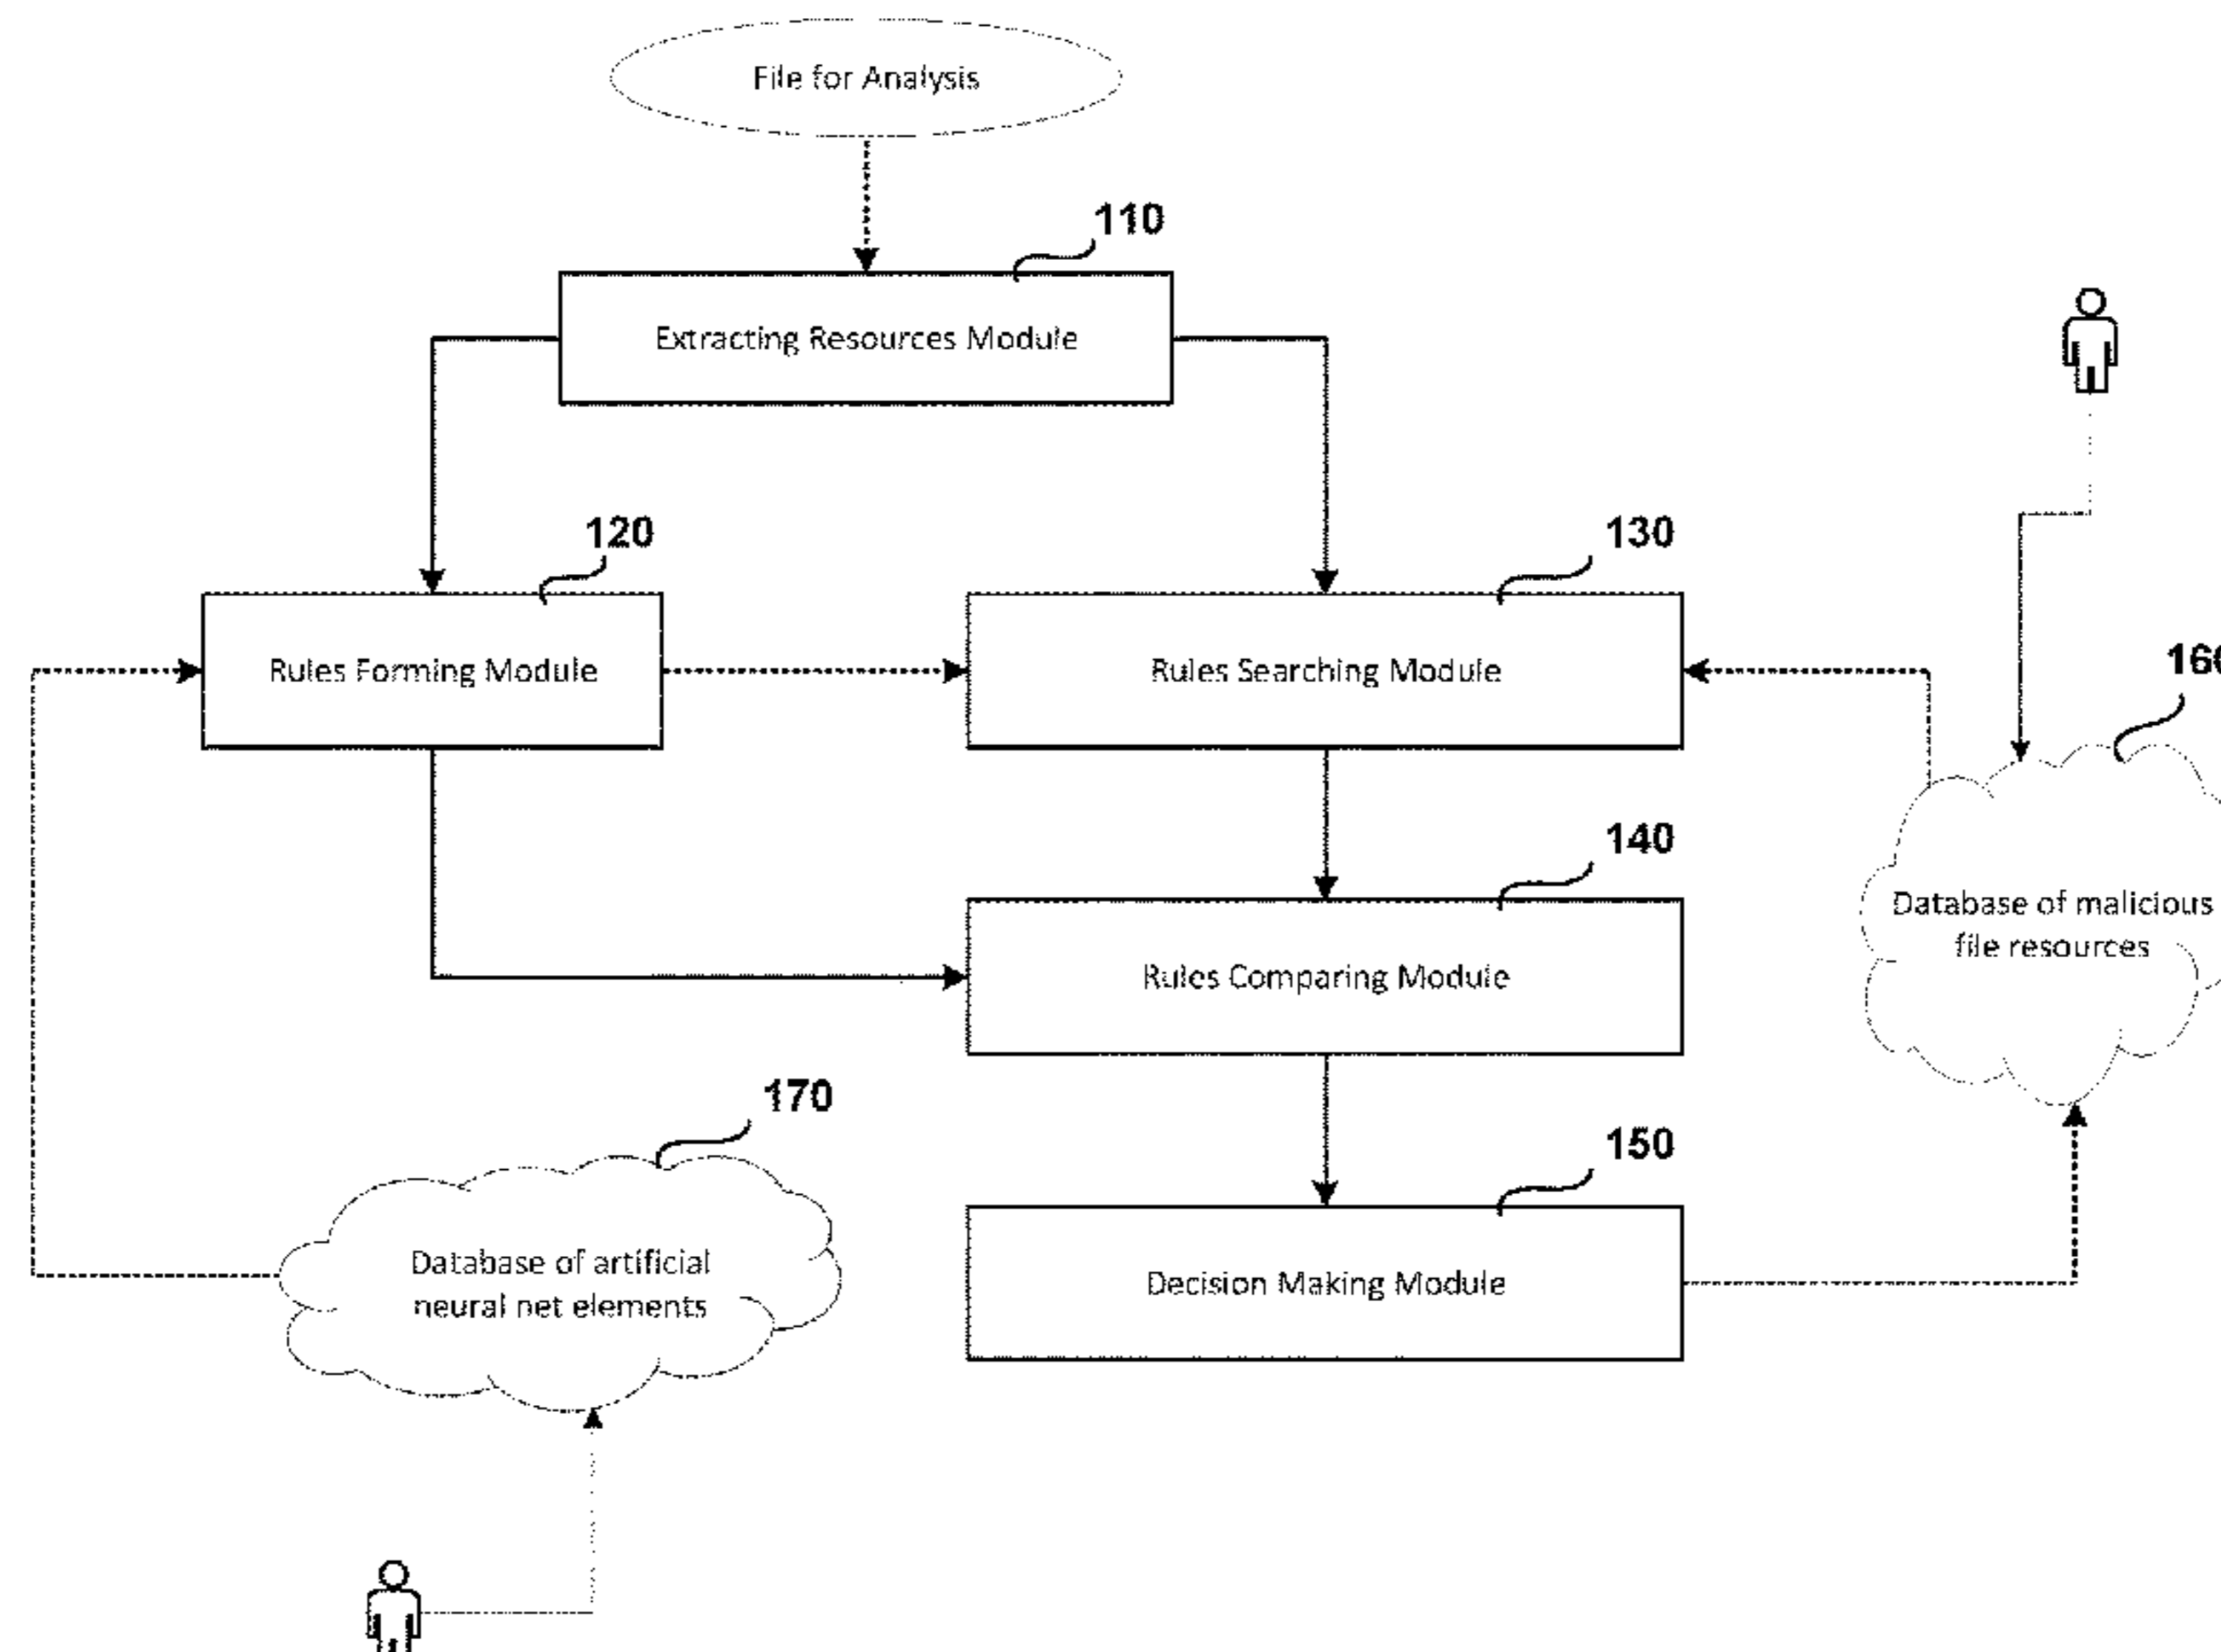 File for Analysis
110
Extracting Resources Module
120
130
Rules Forming Module
Rules Searching Module
160
140
Database of malicious
file resources
Rules Comparing Module
170
150
Database of artificial
neural net elements
Decision Making Module